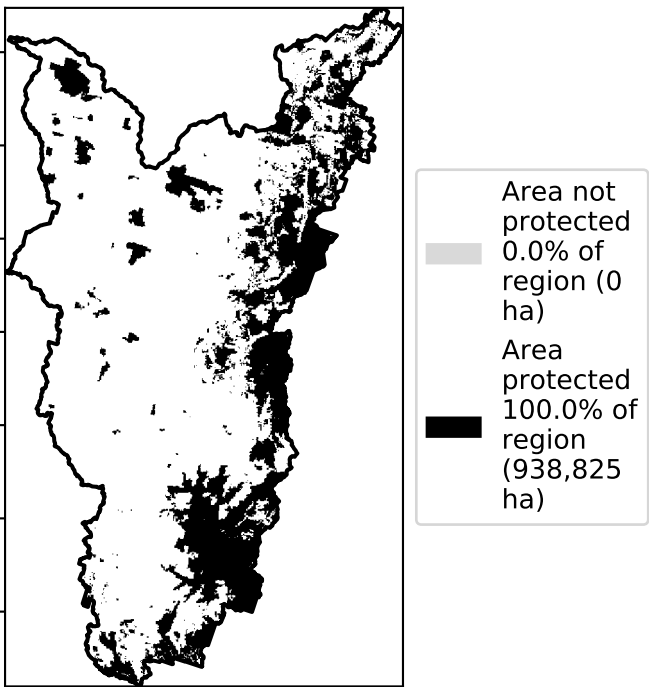 Area not
protected
0.0% of
region (0
ha)
Area
protected
100.0% of
region
(938,825
ha)